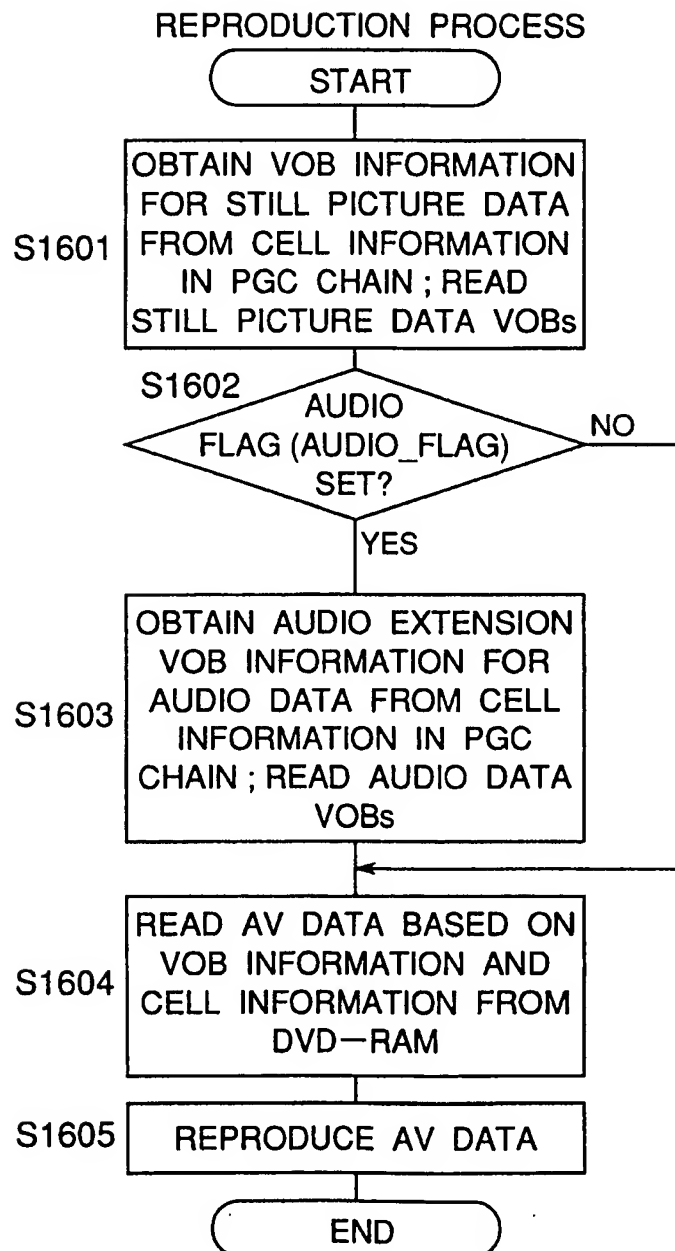 REPRODUCTION PROCESS
START
S1601
OBTAIN VOB INFORMATION
FOR STILL PICTURE DATA
FROM CELL INFORMATION
IN PGC CHAIN ; READ
STILL PICTURE DATA VOBs
S1602
AUDIO
FLAG (AUDIO_FLAG)
SET?
NO
YES
S1603
OBTAIN AUDIO EXTENSION
VOB INFORMATION FOR
AUDIO DATA FROM CELL
INFORMATION IN PGC
CHAIN ; READ AUDIO DATA
VOBs
S1604
READ AV DATA BASED ON
VOB INFORMATION AND
CELL INFORMATION FROM
DVD−RAM
S1605
REPRODUCE AV DATA
END